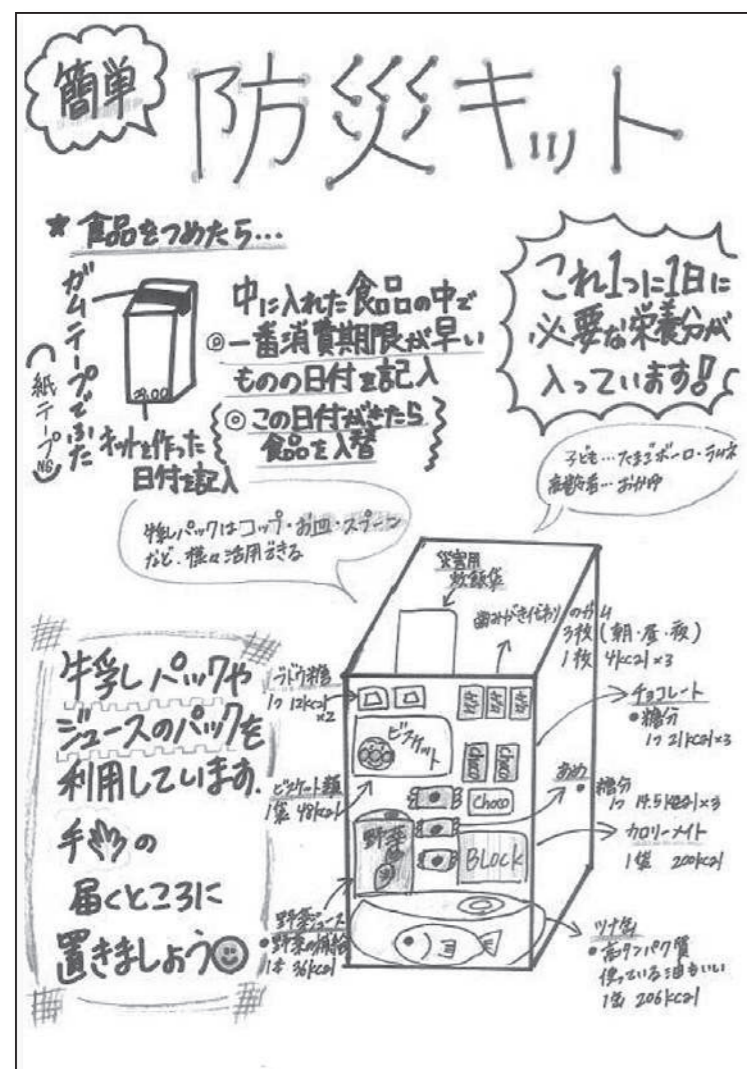 簡単
防災キット
★ 食品をつめたら…
ガムテープでふた
(紙テープNG)
キットを作った
日付を記入
中に入れた食品の中で
◎一番消費期限が早い
ものの日付を記入
◎この日付がきたら
食品を入替
これ1つに1日に
必要な栄養分が
入っています!!
子ども…たまごボーロ・ラムネ
高齢者…おかゆ
牛乳パックはコップ・お皿・スプーン
など、様々活用できる
牛乳パックや
ジュースのパックを
利用しています。
手の
届くところに
置きましょう
災害用
炊飯袋
歯みがき代わりのガム
3枚(朝・昼・夜)
1枚 4kcal×3
ブドウ糖
1つ 12kcal
×2
ガム
ガム
ガム
チョコレート
●糖分
1つ 21kcal×3
ビスケット
choco
choco
choco
あめ
●糖分
1つ 14.5kcal×3
ビスケット類
1袋 48kcal
野菜
BLOCK
カロリーメイト
1袋 200kcal
野菜ジュース
●野菜の補給
1本 36kcal
ツナ缶
●高タンパク質
使っている油もいい
1缶 206kcal